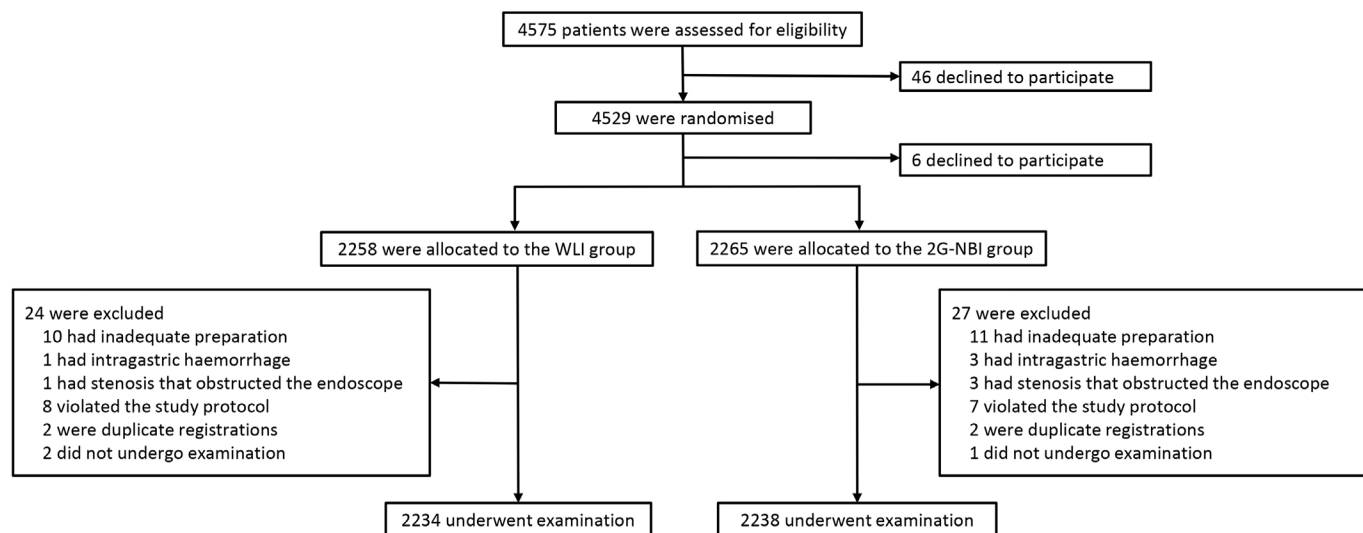 4575 patients were assessed for eligibility
46 declined to participate
4529 were randomised
6 declined to participate
2258 were allocated to the WLI group
2265 were allocated to the 2G-NBI group
24 were excluded
10 had inadequate preparation
1 had intragastric haemorrhage
1 had stenosis that obstructed the endoscope
8 violated the study protocol
2 were duplicate registrations
2 did not undergo examination
27 were excluded
11 had inadequate preparation
3 had intragastric haemorrhage
3 had stenosis that obstructed the endoscope
7 violated the study protocol
2 were duplicate registrations
1 did not undergo examination
2234 underwent examination
2238 underwent examination